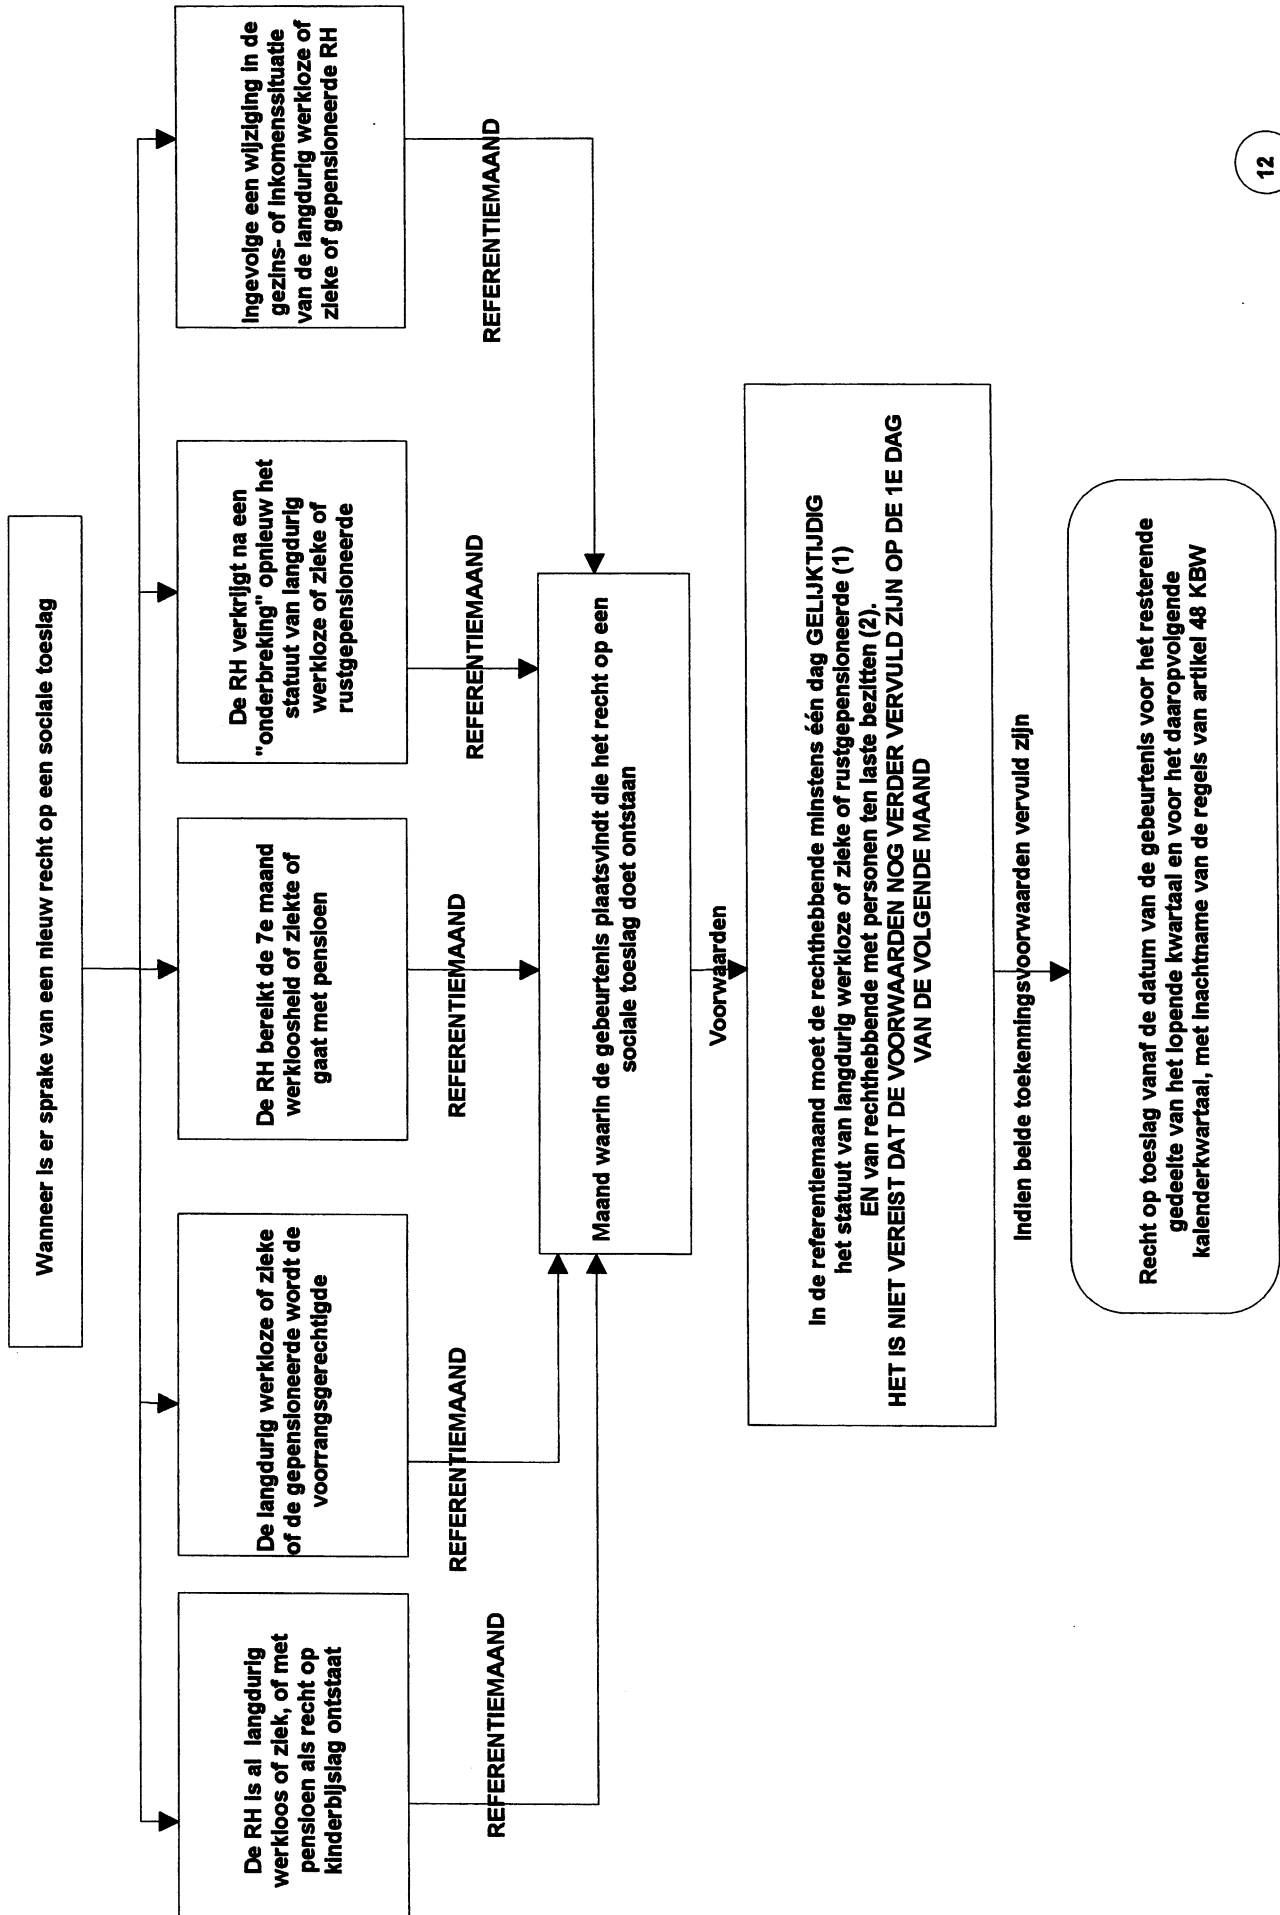 Wanneer is er sprake van een nieuw recht op een sociale toeslag
De RH is al langdurig
werkloos of ziek, of met
pensioen als recht op
kinderbijslag ontstaat
De langdurig werkloze of zieke
of de gepensioneerde wordt de
voorrangsgerechtigde
De RH bereikt de 7e maand
werkloosheid of ziekte of
gaat met pensioen
De RH verkrijgt na een
"onderbreking" opnieuw het
statuut van langdurig
werkloze of zieke of
rustgepensioneerde
Ingevolge een wijziging in de
gezins- of inkomenssituatie
van de langdurig werkloze of
zieke of gepensioneerde RH
REFERENTIEMAAND
REFERENTIEMAAND
REFERENTIEMAAND
REFERENTIEMAAND
REFERENTIEMAAND
Maand waarin de gebeurtenis plaatsvindt die het recht op een
sociale toeslag doet ontstaan
Voorwaarden
In de referentiemaand moet de rechthebbende minstens één dag GELIJKTIJDIG
het statuut van langdurig werkloze of zieke of rustgepensioneerde (1)
EN van rechthebbende met personen ten laste bezitten (2).
HET IS NIET VEREIST DAT DE VOORWAARDEN NOG VERDER VERVULD ZIJN OP DE 1E DAG
VAN DE VOLGENDE MAAND
Indien beide toekenningsvoorwaarden vervuld zijn
Recht op toeslag vanaf de datum van de gebeurtenis voor het resterende
gedeelte van het lopende kwartaal en voor het daaropvolgende
kalenderkwartaal, met inachtname van de regels van artikel 48 KBW
12